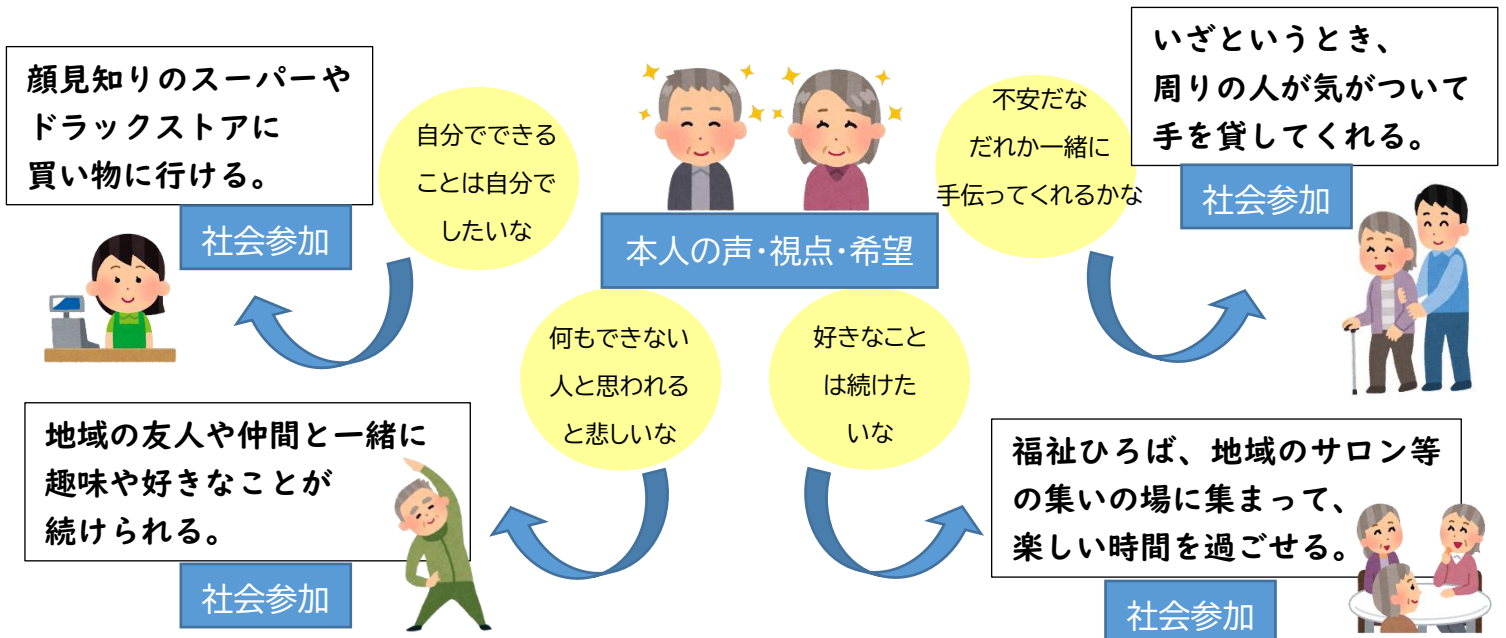 顔見知りのスーパーや
ドラックストアに
買い物に行ける。
社会参加
自分でできる
ことは自分で
したいな
本人の声・視点・希望
不安だな
だれか一緒に
手伝ってくれるかな
いざというとき、
周りの人が気がついて
手を貸してくれる。
社会参加
何もできない
人と思われる
と悲しいな
好きなこと
は続けた
いな
地域の友人や仲間と一緒に
趣味や好きなことが
続けられる。
社会参加
福祉ひろば、地域のサロン等
の集いの場に集まって、
楽しい時間を過ごせる。
社会参加